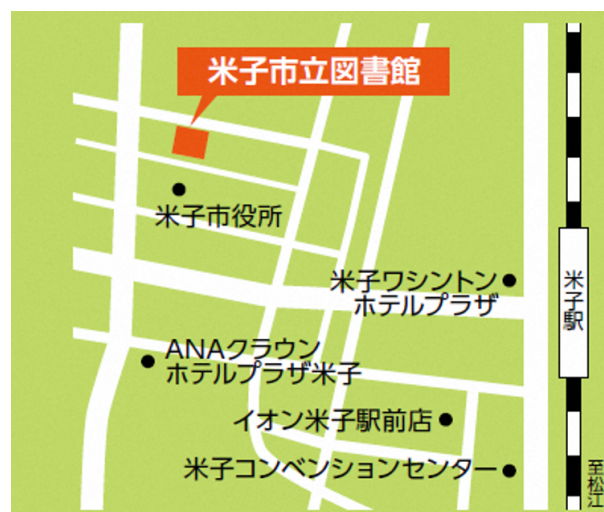 米子市立図書館
米子市役所
米子ワシントン
ホテルプラザ
米子駅
ANAクラウン
ホテルプラザ米子
イオン米子駅前店
米子コンベンションセンター
至松江